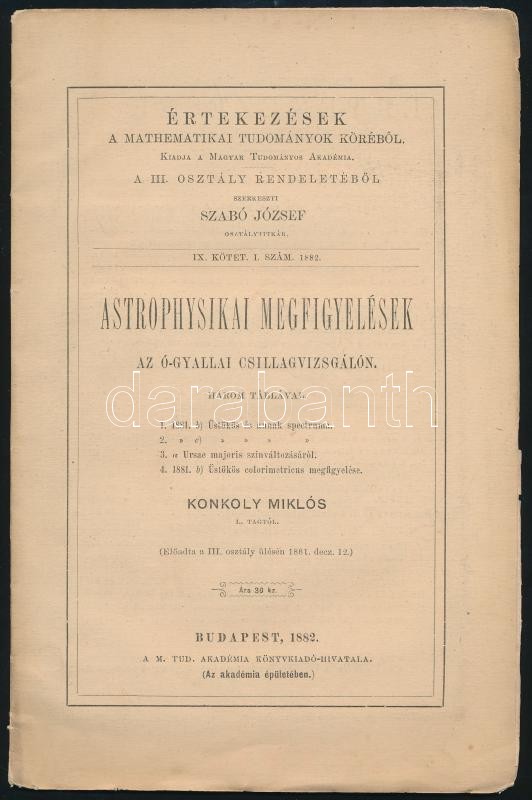 ÉRTEKEZÉSEK
A MATHEMATIKAI TUDOMÁNYOK KÖRÉBŐL.
KIADJA A MAGYAR TUDOMÁNYOS AKADÉMIA.
A III. OSZTÁLY RENDELETÉBŐL
SZERKESZTI
SZABÓ JÓZSEF
OSZTÁLYTITKÁR.
IX. KÖTET. I. SZÁM. 1882.
ASTROPHYSIKAI MEGFIGYELÉSEK
AZ Ó-GYALLAI CSILLAGVIZSGÁLÓN.
HÁROM TÁBLÁVAL.
darabanth
1. 1881. b) Üstökös és annak spectruma.
2. » c) » » » »
3. α Ursae majoris szinváltozásáról.
4. 1881. b) Üstökös colorimetricus megfigyelése.
KONKOLY MIKLÓS
L. TAGTÓL.
(Előadta a III. osztály ülésén 1881. decz. 12.)
Ára 30 kr.
BUDAPEST, 1882.
A M. TUD. AKADÉMIA KÖNYVKIADÓ-HIVATALA.
(Az akadémia épületében.)